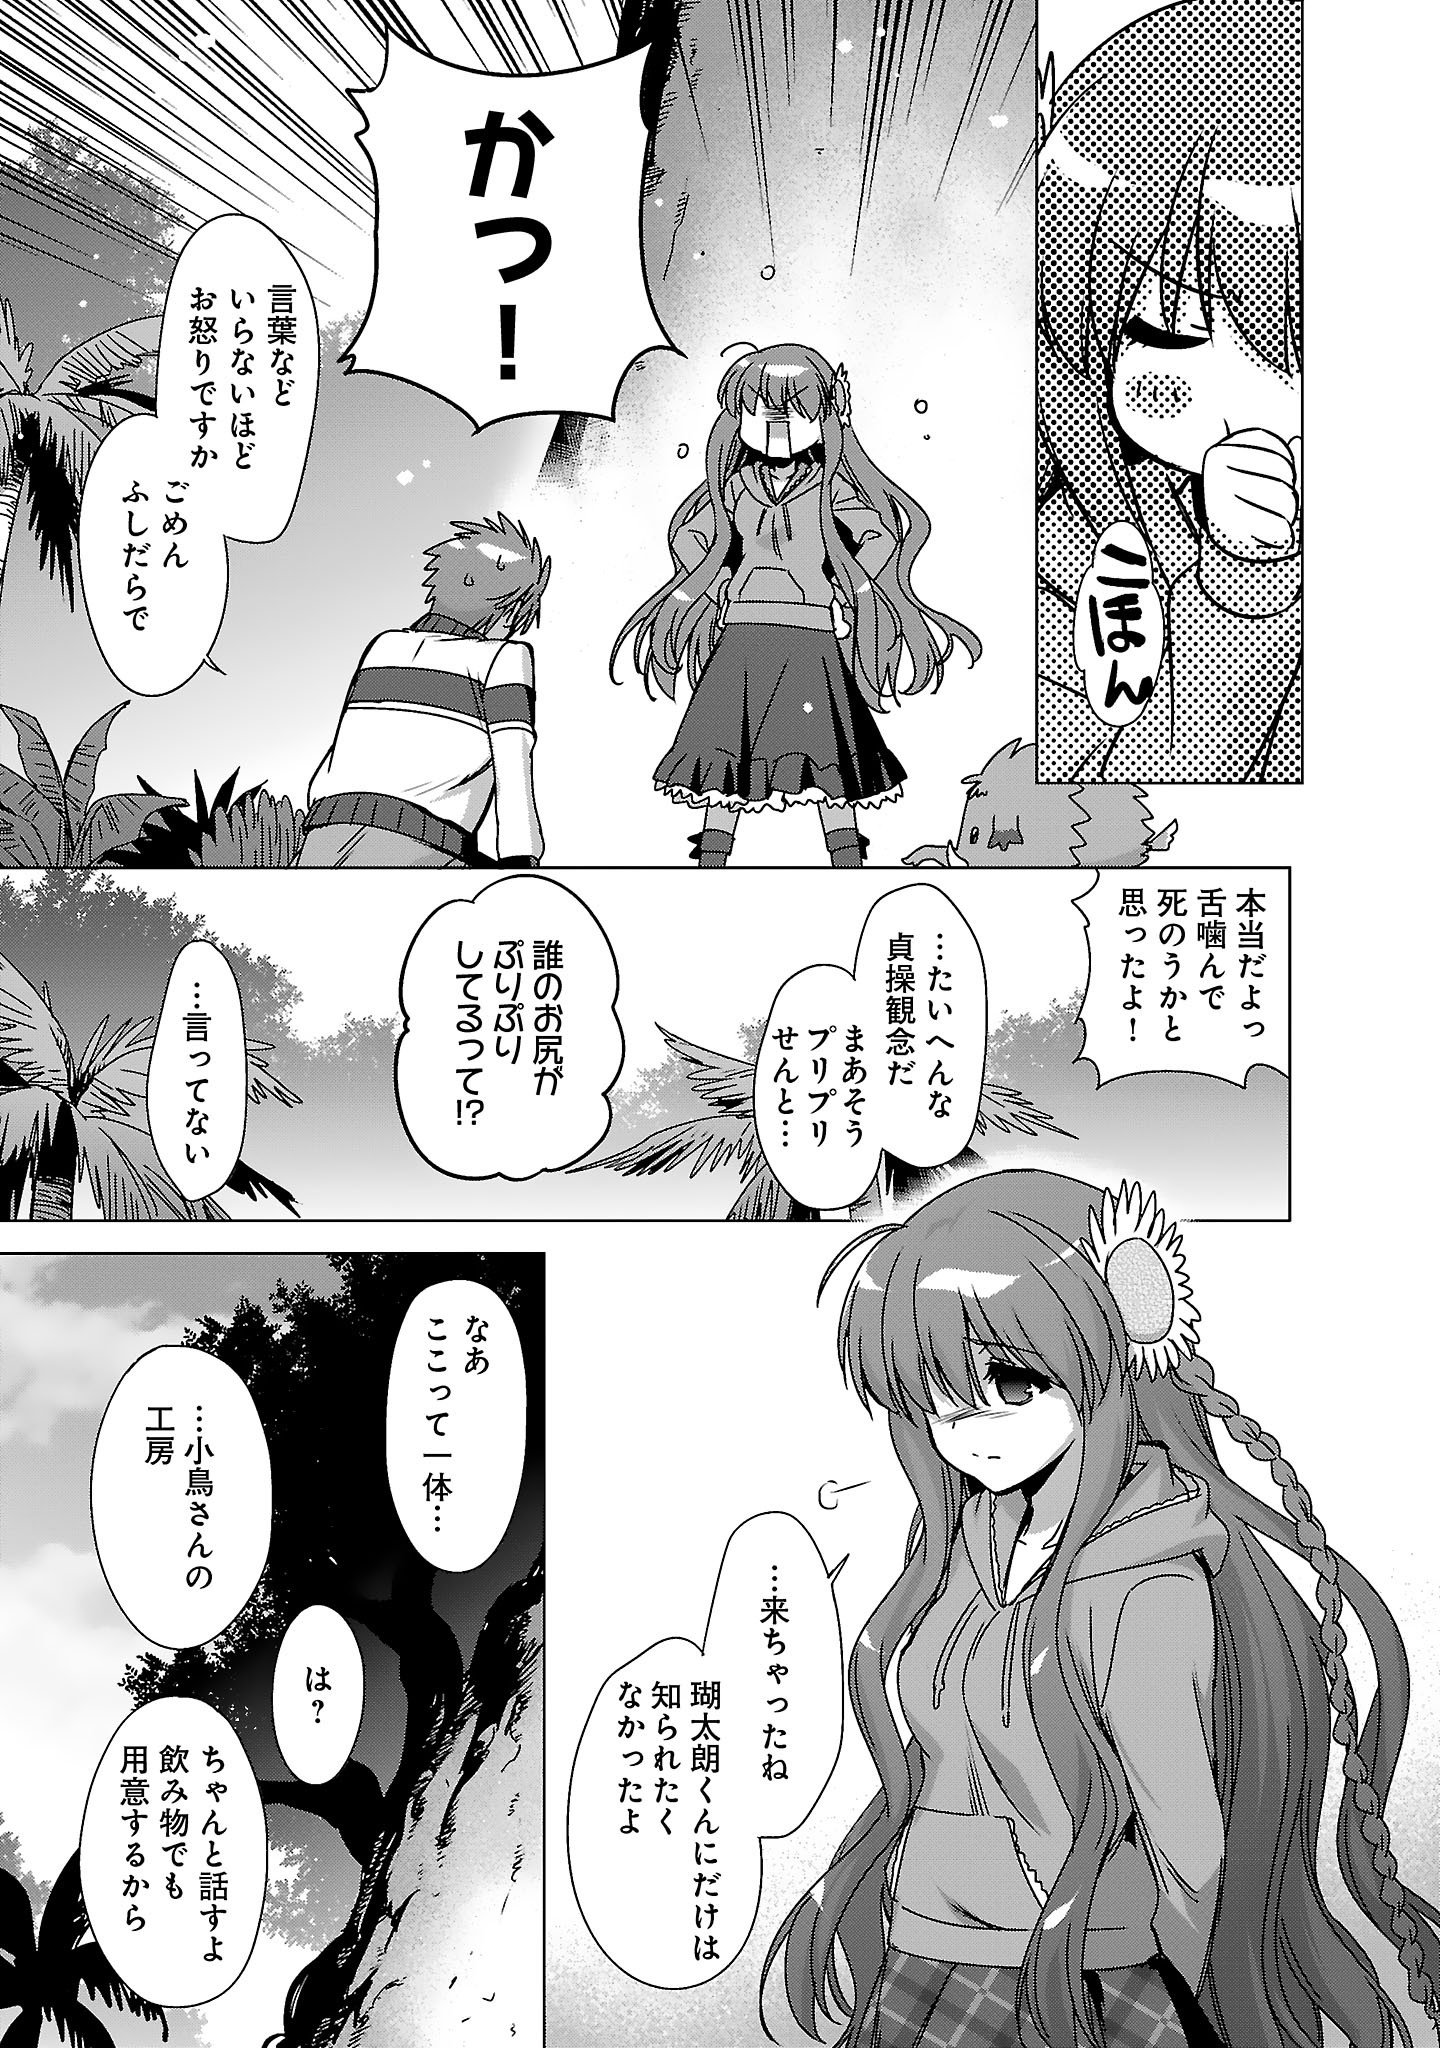 こほん
かっ！
言葉など
いらないほど
お怒りですか
ごめん
ふしだらで
本当だよっ
舌噛んで
死のうかと
思ったよ！
…たいへんな
貞操観念だ
まあそう
プリプリ
せんと…
誰のお尻が
ぷりぷり
してるって!?
…言ってない
…来ちゃったね
瑚太朗くんにだけは
知られたく
なかったよ
なあ
ここって一体…
…小鳥さんの
工房
は？
ちゃんと話すよ
飲み物でも
用意するから